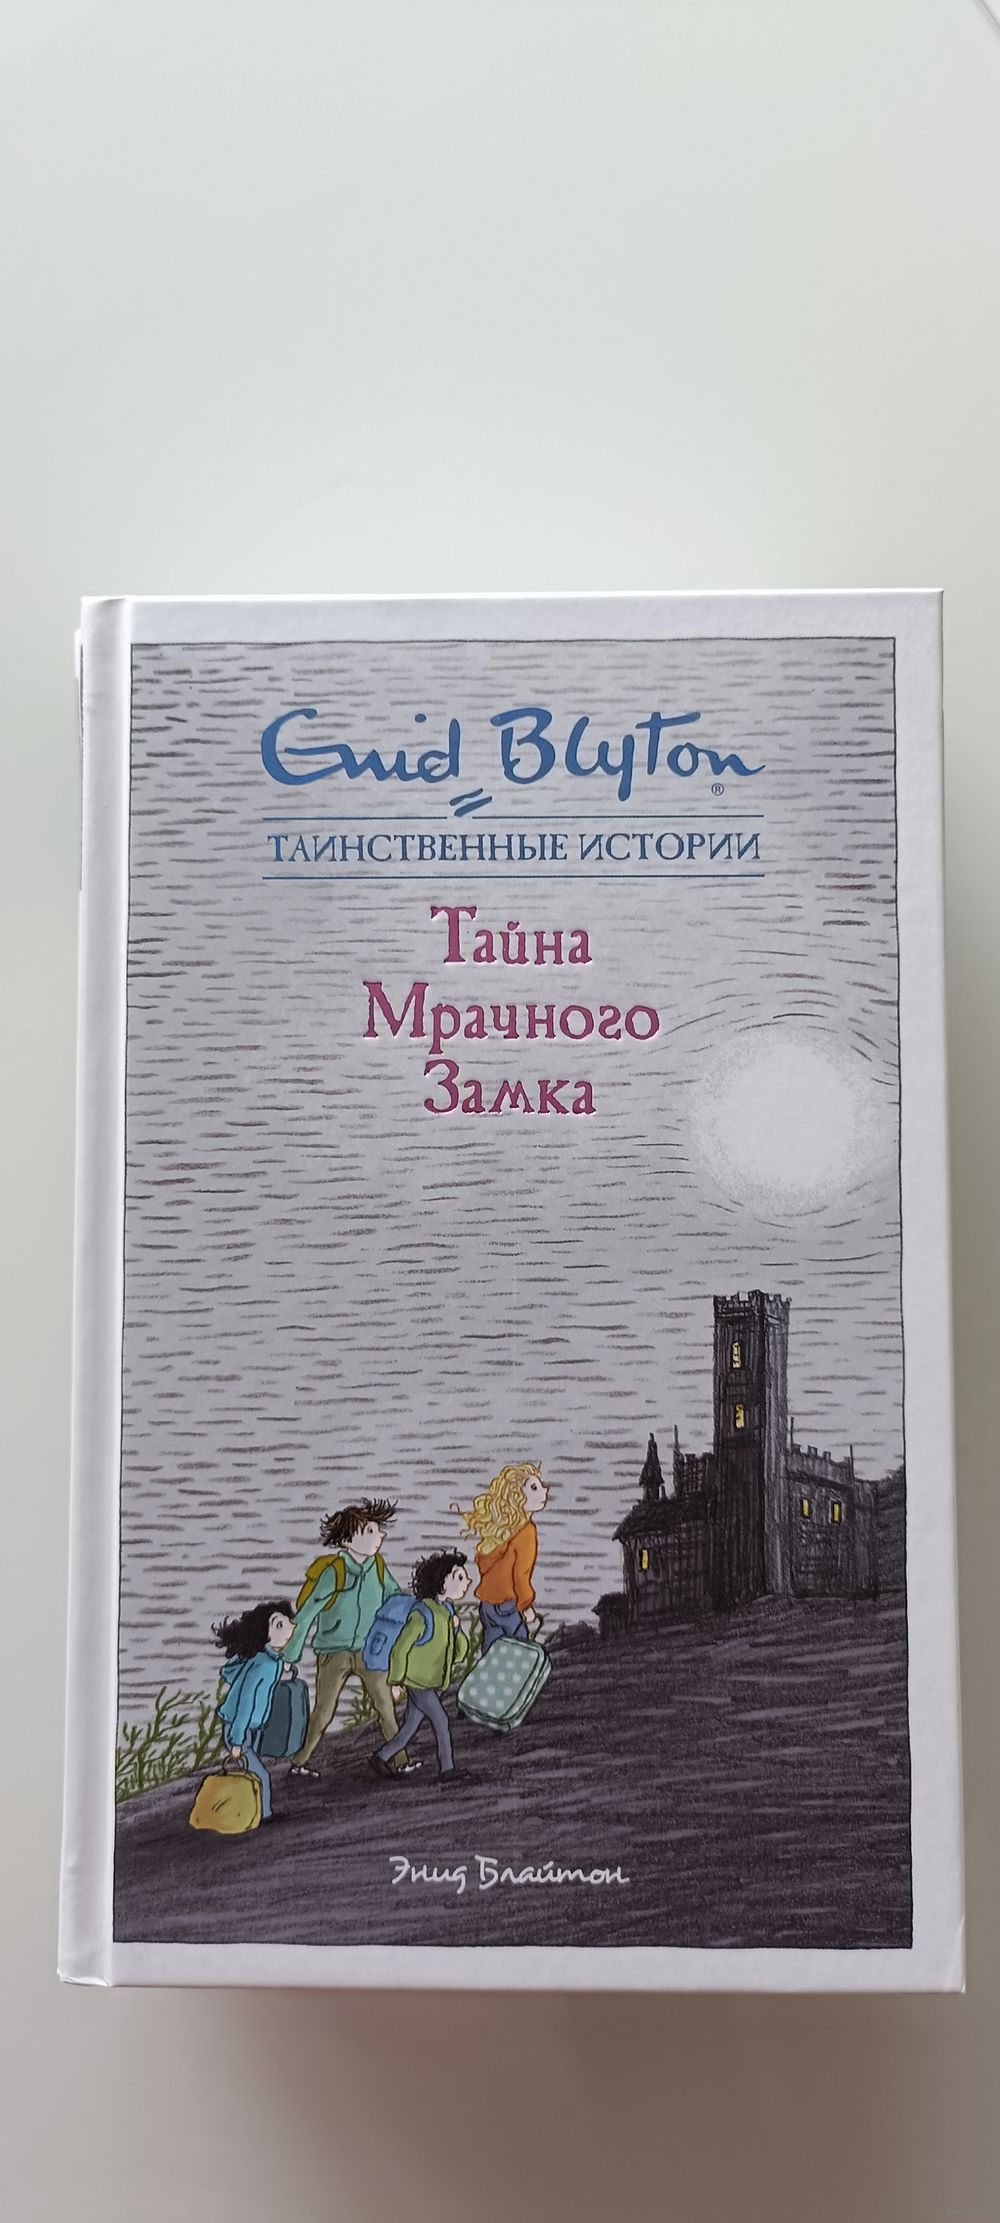 Enid Blyton
®
ТАИНСТВЕННЫЕ ИСТОРИИ
Тайна
Мрачного
Замка
Энид Блайтон